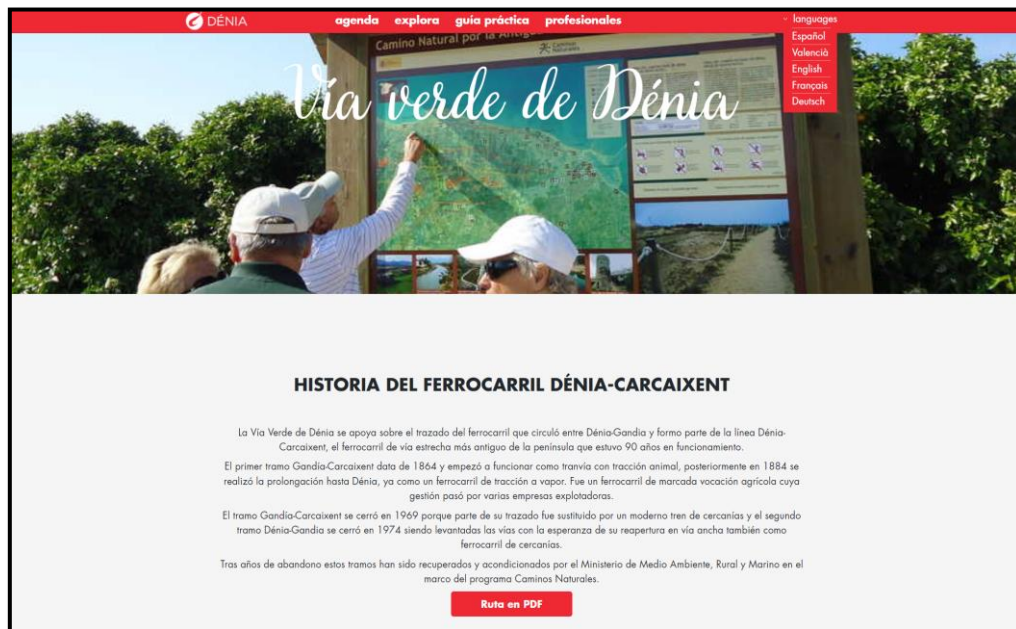 DÉNIA
agenda explora guía práctica profesionales
languages
Español
Valencià
English
Français
Deutsch
Camino Natural por la Antigu
Caminos
Naturales
Vía verde de Dénia
HISTORIA DEL FERROCARRIL DÉNIA-CARCAIXENT
La Vía Verde de Dénia se apoya sobre el trazado del ferrocarril que circuló entre Dénia-Gandia y formo parte de la línea Dénia-
Carcaixent, el ferrocarril de vía estrecha más antiguo de la península que estuvo 90 años en funcionamiento.
El primer tramo Gandía-Carcaixent data de 1864 y empezó a funcionar como tranvía con tracción animal, posteriormente en 1884 se
realizó la prolongación hasta Dénia, ya como un ferrocarril de tracción a vapor. Fue un ferrocarril de marcada vocación agrícola cuya
gestión pasó por varias empresas explotadoras.
El tramo Gandía-Carcaixent se cerró en 1969 porque parte de su trazado fue sustituido por un moderno tren de cercanías y el segundo
tramo Dénia-Gandia se cerró en 1974 siendo levantadas las vías con la esperanza de su reapertura en vía ancha también como
ferrocarril de cercanías.
Tras años de abandono estos tramos han sido recuperados y acondicionados por el Ministerio de Medio Ambiente, Rural y Marino en el
marco del programa Caminos Naturales.
Ruta en PDF